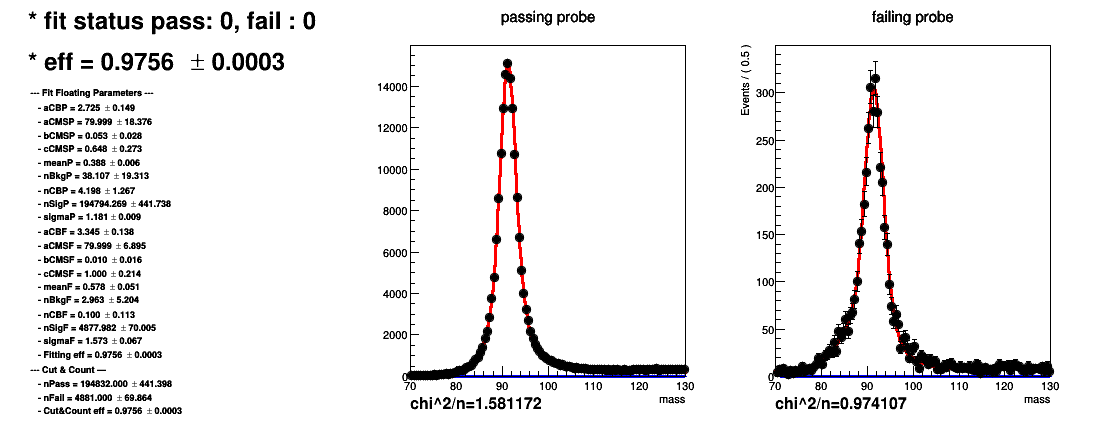 * fit status pass: 0, fail : 0
* eff = 0.9756 ± 0.0003
--- Fit Floating Parameters ---
- aCBP = 2.725 ± 0.149
- aCMSP = 79.999 ± 18.376
- bCMSP = 0.053 ± 0.028
- cCMSP = 0.648 ± 0.273
- meanP = 0.388 ± 0.006
- nBkgP = 38.107 ± 19.313
- nCBP = 4.198 ± 1.267
- nSigP = 194794.269 ± 441.738
- sigmaP = 1.181 ± 0.009
- aCBF = 3.345 ± 0.138
- aCMSF = 79.999 ± 6.895
- bCMSF = 0.010 ± 0.016
- cCMSF = 1.000 ± 0.214
- meanF = 0.578 ± 0.051
- nBkgF = 2.963 ± 5.204
- nCBF = 0.100 ± 0.113
- nSigF = 4877.982 ± 70.005
- sigmaF = 1.573 ± 0.067
- Fitting eff = 0.9756 ± 0.0003
--- Cut & Count ---
- nPass = 194832.000 ± 441.398
- nFail = 4881.000 ± 69.864
- Cut&Count eff = 0.9756 ± 0.0003
passing probe
14000
12000
10000
8000
6000
4000
2000
0
70 80 90 100 110 120 130
mass
chi^2/n=1.581172
failing probe
Events / ( 0.5 )
300
250
200
150
100
50
0
70 80 90 100 110 120 130
mass
chi^2/n=0.974107